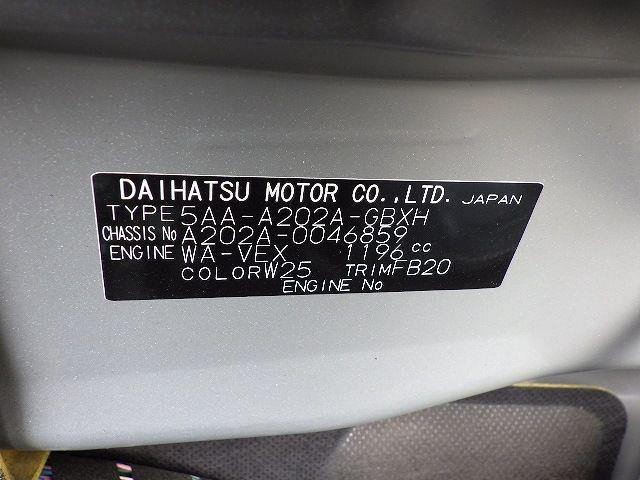 DAIHATSU MOTOR CO.,LTD. JAPAN
TYPE 5AA-A202A-GBXH
CHASSIS No A202A-0046859
ENGINE WA-VEX 1196 cc
COLOR W25 TRIM FB20
ENGINE No